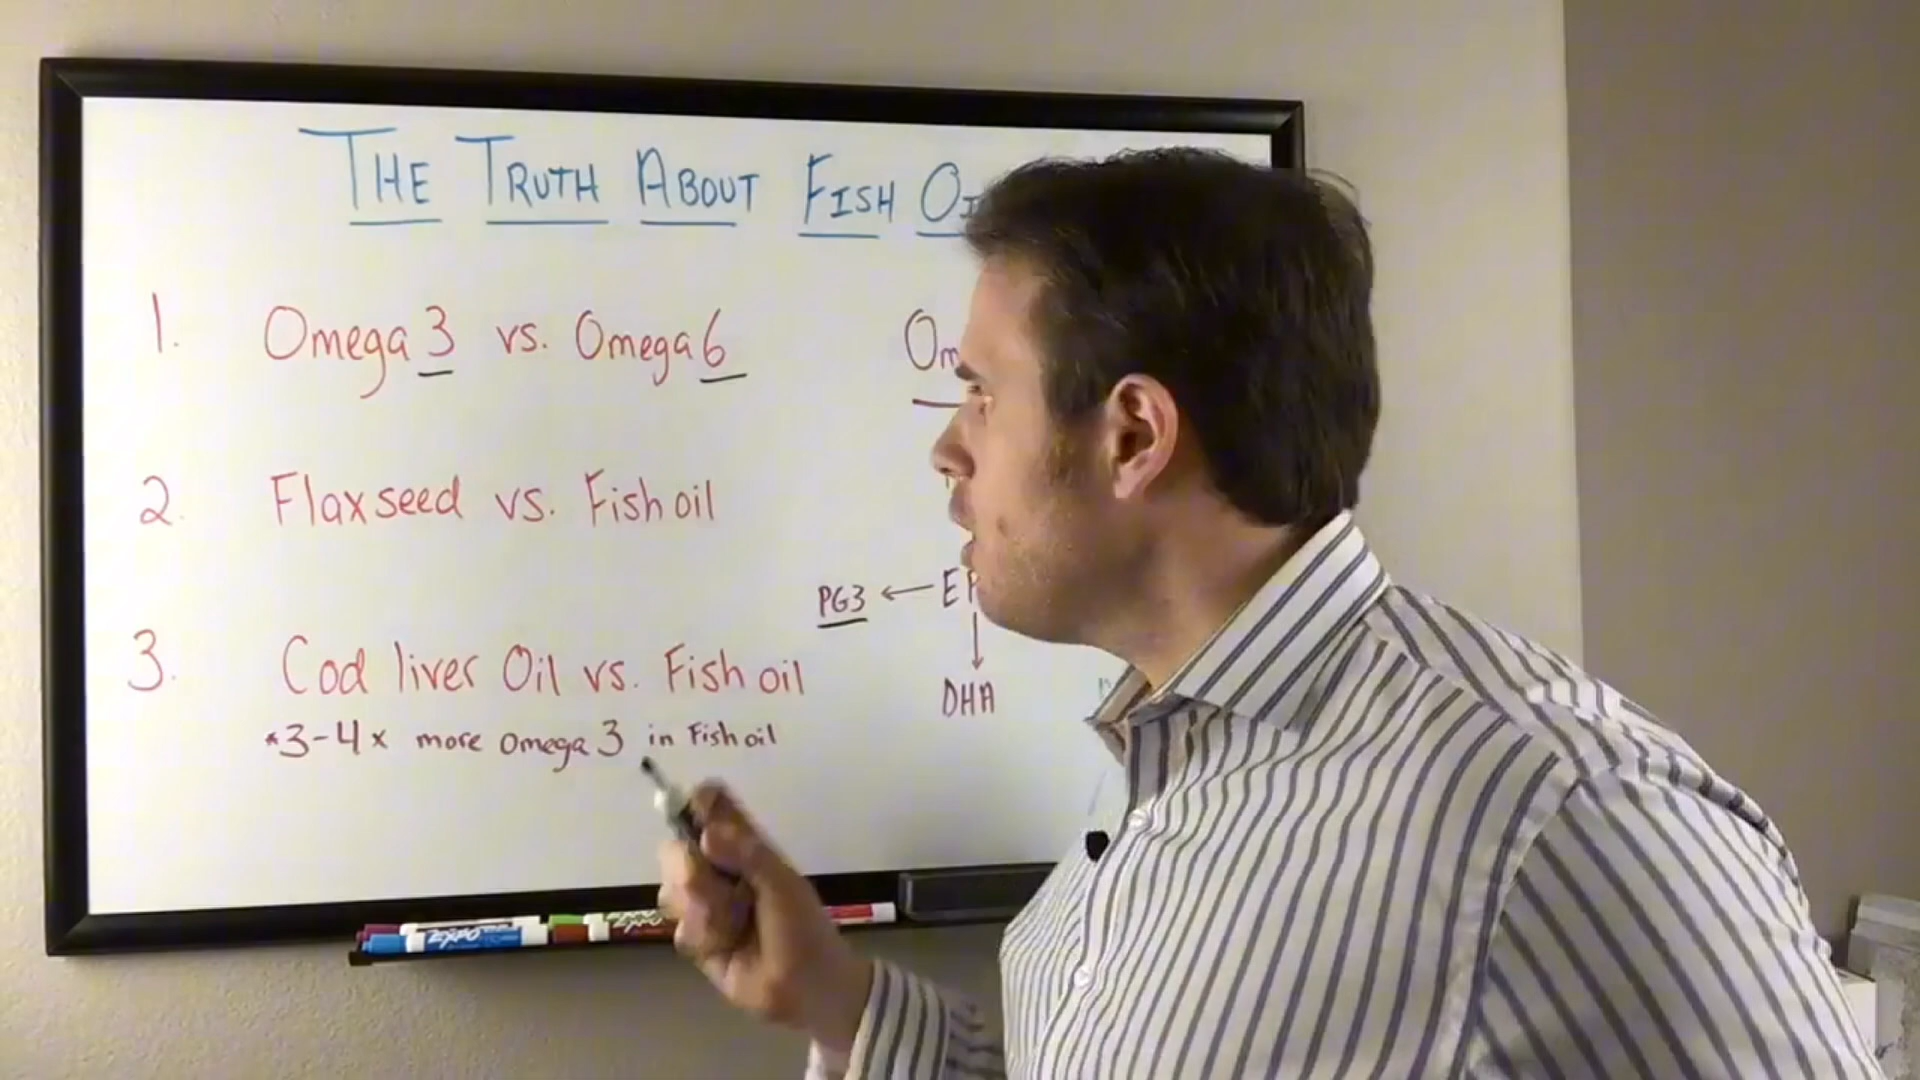 THE TRUTH ABOUT FISH
1. Omega 3 vs. Omega 6
2. Flaxseed vs. Fish oil
PG3
3. Cod liver Oil vs. Fish oil
DHA
*3-4x more Omega 3 in Fish oil
EXPO
EXPO